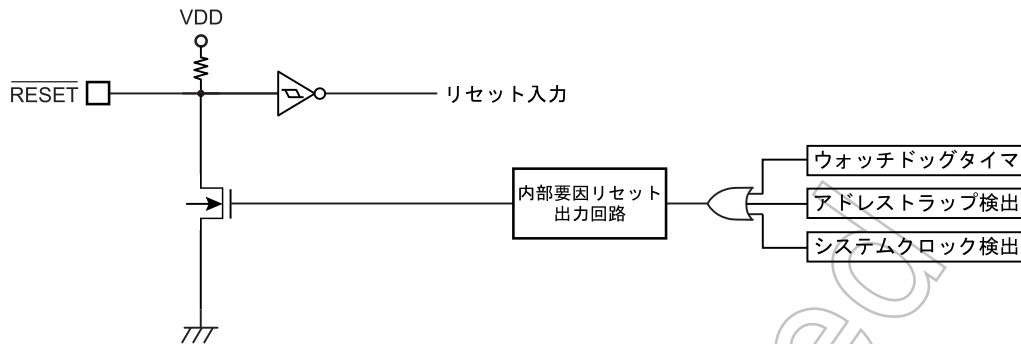 VDD
RESET
リセット入力
ウォッチドッグタイマ
内部要因リセット
出力回路
アドレストラップ検出
システムクロック検出